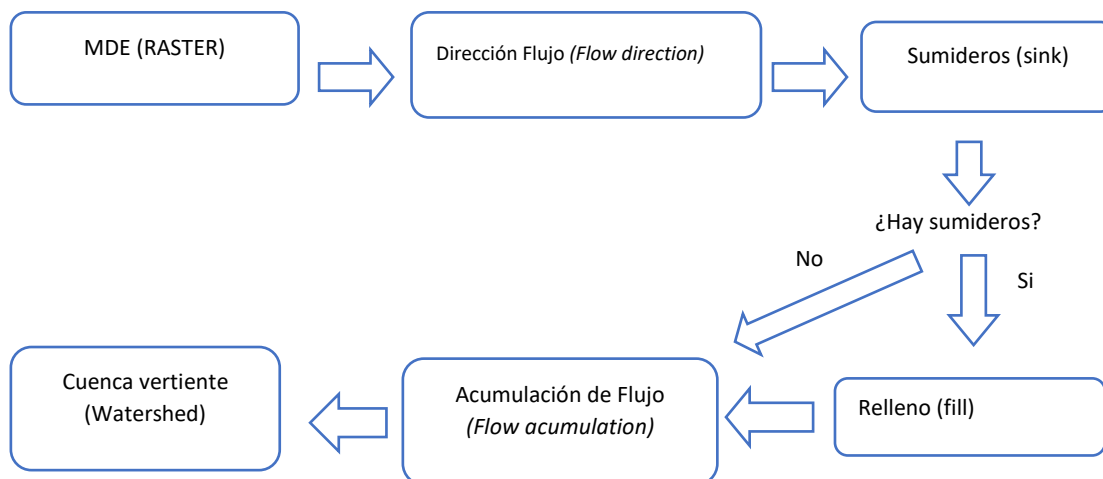 MDE (RASTER)
Dirección Flujo (Flow direction)
Sumideros (sink)
¿Hay sumideros?
No
Si
Cuenca vertiente
(Watershed)
Acumulación de Flujo
(Flow acumulation)
Relleno (fill)